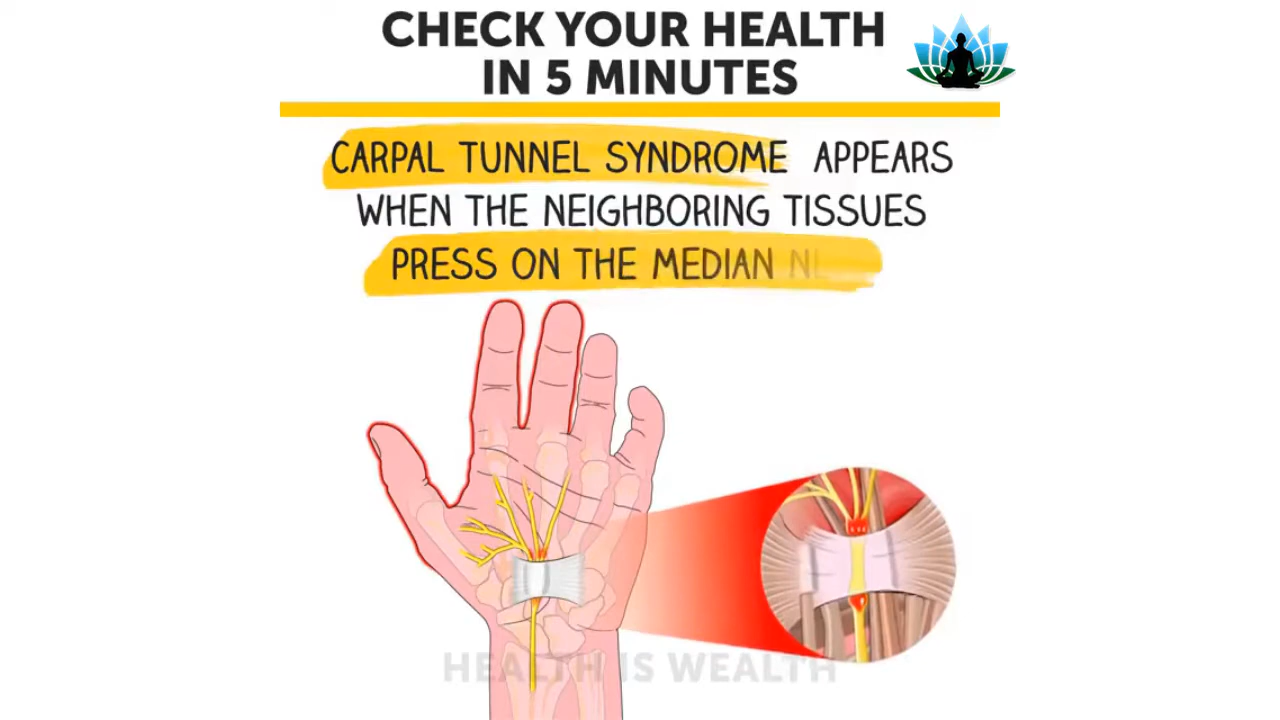 CHECK YOUR HEALTH
IN 5 MINUTES
CARPAL TUNNEL SYNDROME APPEARS
WHEN THE NEIGHBORING TISSUES
PRESS ON THE MEDIAN
HEALTH IS WEALTH